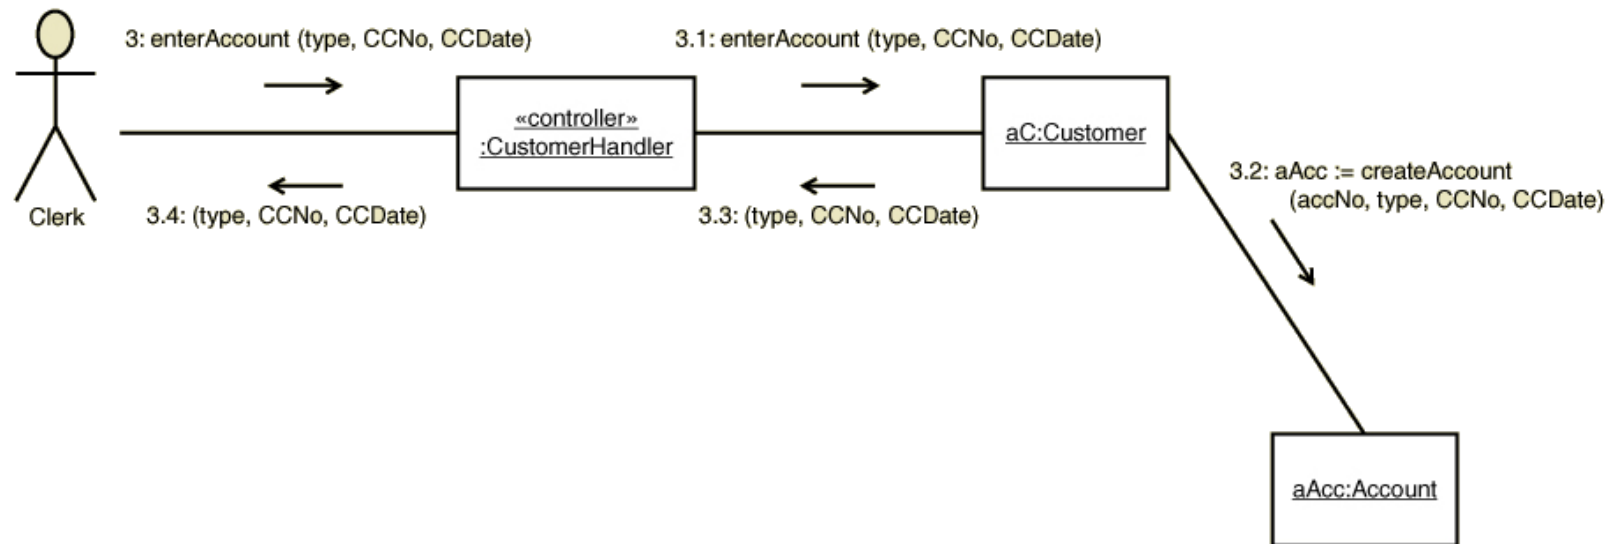 3: enterAccount (type, CCNo, CCDate)
3.1: enterAccount (type, CCNo, CCDate)
«controller»
:CustomerHandler
aC:Customer
3.2: aAcc := createAccount
(accNo, type, CCNo, CCDate)
Clerk
3.4: (type, CCNo, CCDate)
3.3: (type, CCNo, CCDate)
aAcc:Account